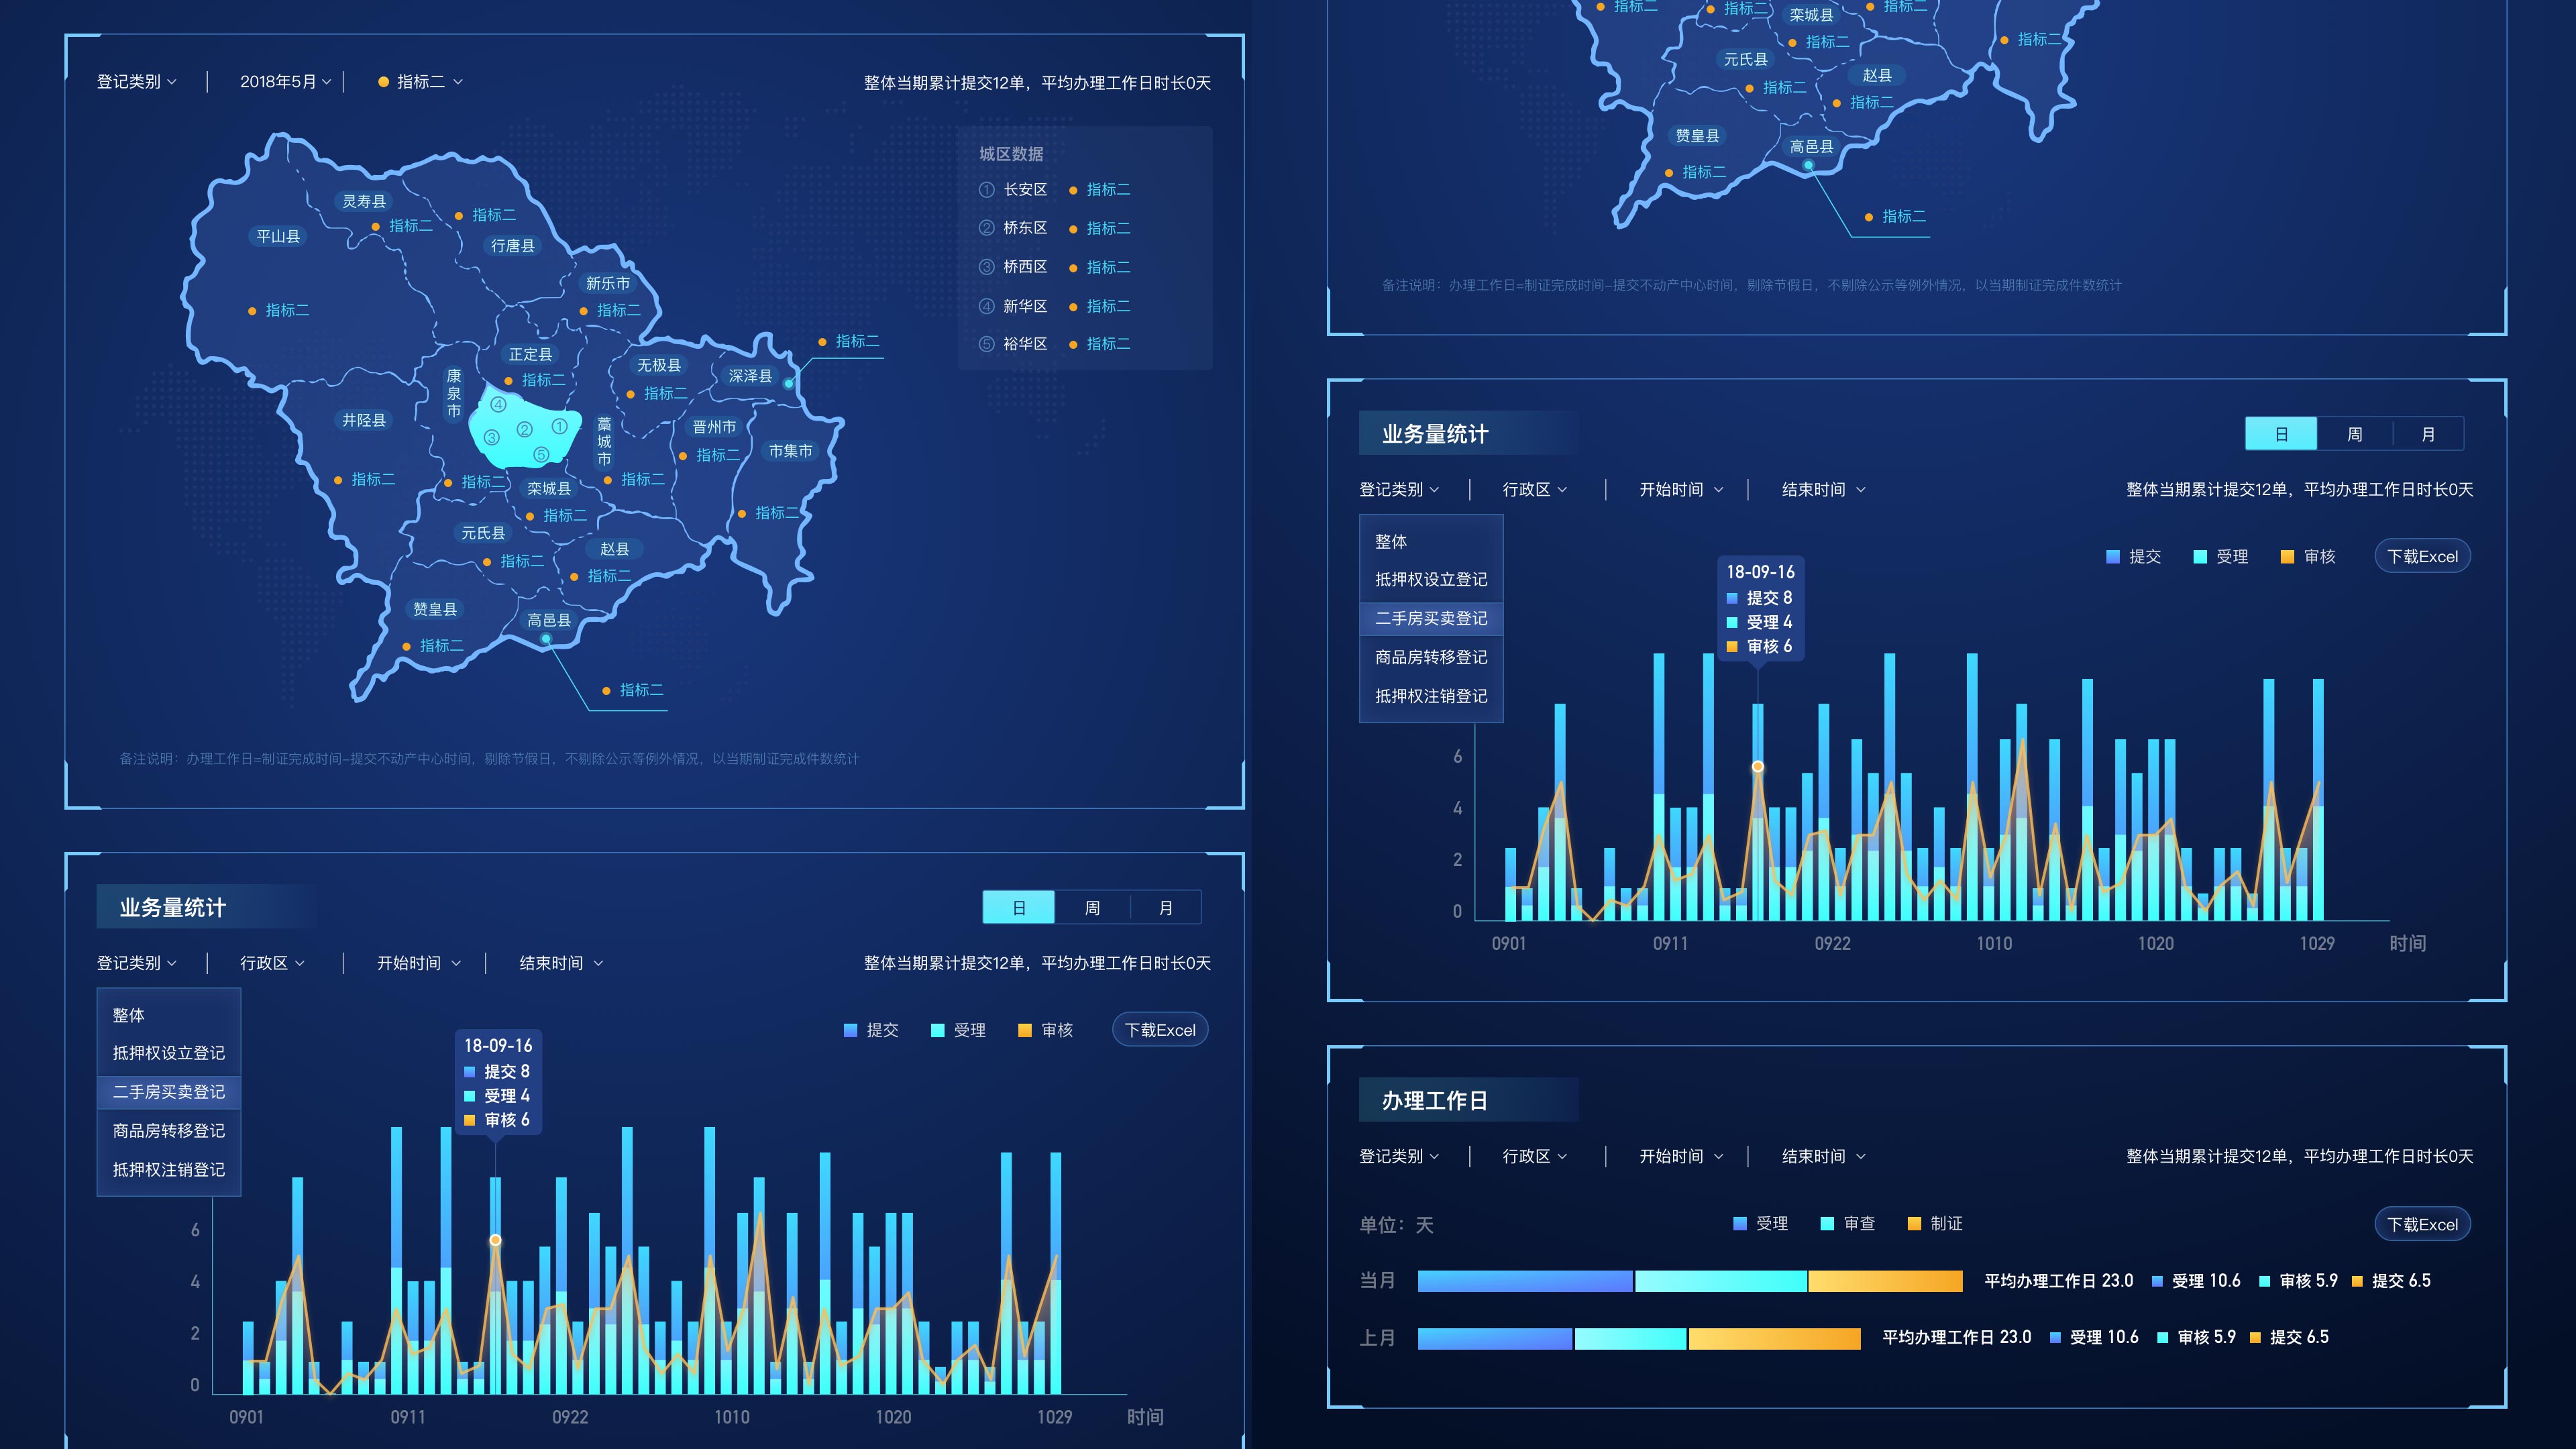 登记类别
2018年5月
指标二
整体当期累计提交12单，平均办理工作日时长0天
城区数据
① 长安区 指标二
② 桥东区 指标二
③ 桥西区 指标二
④ 新华区 指标二
⑤ 裕华区 指标二
灵寿县
指标二
指标二
平山县
行唐县
新乐市
指标二
指标二
指标二
正定县
无极县
深泽县
康泉市
指标二
指标二
④
①
②
③
⑤
井陉县
藁城市
晋州市
市集市
指标二
指标二
指标二
指标二
栾城县
指标二
指标二
元氏县
赵县
指标二
指标二
赞皇县
高邑县
指标二
指标二
备注说明：办理工作日=制证完成时间-提交不动产中心时间，剔除节假日，不剔除公示等例外情况，以当期制证完成件数统计
业务量统计
日 周 月
登记类别 行政区 开始时间 结束时间
整体当期累计提交12单，平均办理工作日时长0天
整体
抵押权设立登记
二手房买卖登记
商品房转移登记
抵押权注销登记
提交 受理 审核
下载Excel
18-09-16
提交 8
受理 4
审核 6
6
4
2
0
0901 0911 0922 1010 1020 1029 时间
指标二
指标二
栾城县
指标二
指标二
指标二
元氏县
赵县
指标二
指标二
赞皇县
高邑县
指标二
指标二
备注说明：办理工作日=制证完成时间-提交不动产中心时间，剔除节假日，不剔除公示等例外情况，以当期制证完成件数统计
业务量统计
日 周 月
登记类别 行政区 开始时间 结束时间
整体当期累计提交12单，平均办理工作日时长0天
整体
抵押权设立登记
二手房买卖登记
商品房转移登记
抵押权注销登记
提交 受理 审核
下载Excel
18-09-16
提交 8
受理 4
审核 6
6
4
2
0
0901 0911 0922 1010 1020 1029 时间
办理工作日
登记类别 行政区 开始时间 结束时间
整体当期累计提交12单，平均办理工作日时长0天
单位：天
受理 审查 制证
下载Excel
当月 平均办理工作日 23.0 受理 10.6 审核 5.9 提交 6.5
上月 平均办理工作日 23.0 受理 10.6 审核 5.9 提交 6.5